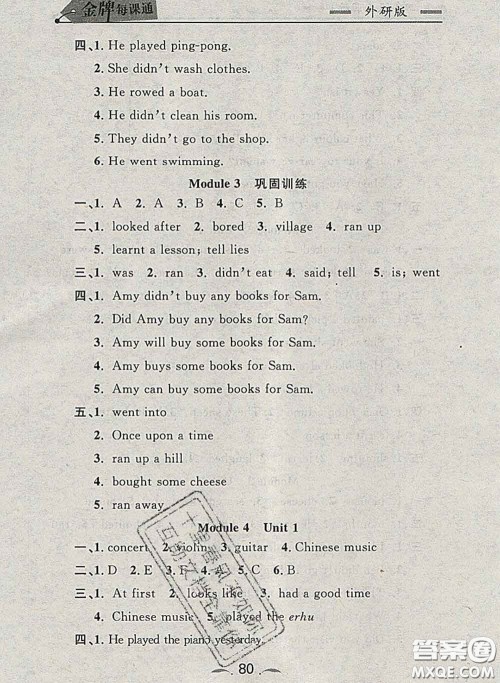 金牌每课通
外研版
四、1. He played ping-pong.
2. She didn't wash clothes.
3. He rowed a boat.
4. He didn't clean his room.
5. They didn't go to the shop.
6. He went swimming.
Module 3 巩固训练
一、1. A 2. A 3. B 4. C 5. B
二、1. looked after 2. bored 3. village 4. ran up
5. learnt a lesson; tell lies
三、1. was 2. ran 3. didn't eat 4. said; tell 5. is; went
四、1. Amy didn't buy any books for Sam.
2. Did Amy buy any books for Sam?
3. Amy will buy some books for Sam.
4. Amy buys some books for Sam.
5. Amy can buy some books for Sam.
五、1. went into
2. Once upon a time
3. ran up a hill
4. bought some cheese
5. ran away
Module 4 Unit 1
一、1. concert 2. violin 3. guitar 4. Chinese music
二、1. D 2. E 3. F 4. A 5. C 6. B
三、1. At first 2. looks like 3. had a good time
4. Chinese music 5. played the erhu
四、1. He played the piano yesterday.
80
答案圈
MXQE.COM